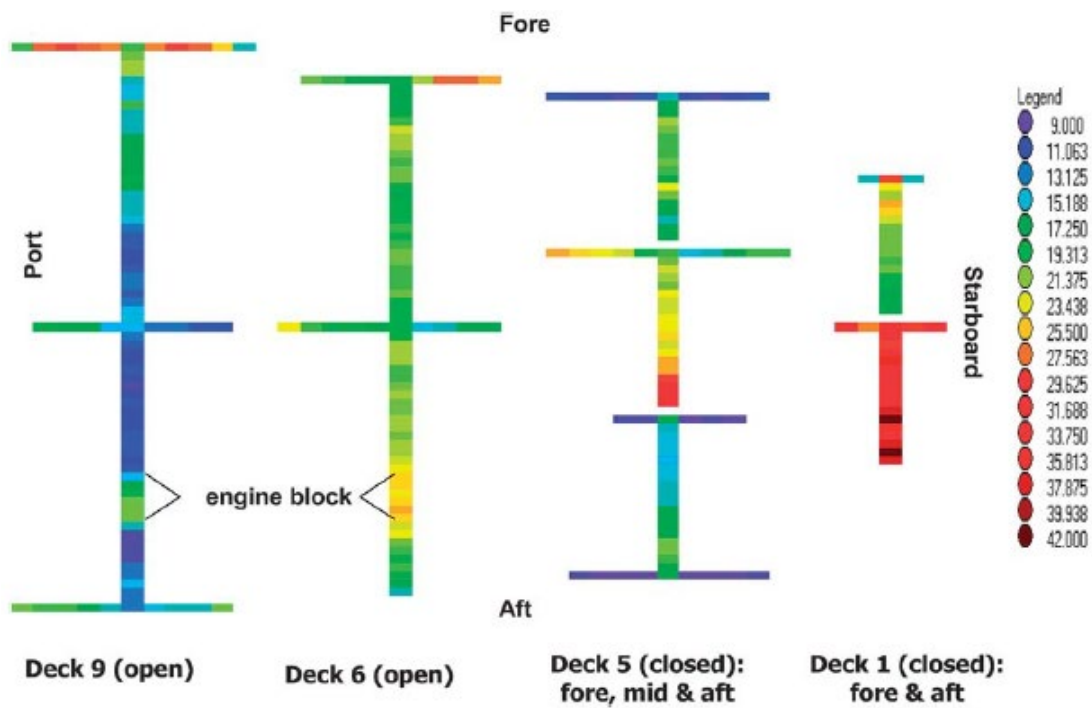 Fore
Port
Starboard
engine block
Aft
Legend
9.000
11.063
13.125
15.188
17.250
19.313
21.375
23.438
25.500
27.563
29.625
31.688
33.750
35.813
37.875
39.938
42.000
Deck 9 (open)
Deck 6 (open)
Deck 5 (closed):
fore, mid & aft
Deck 1 (closed):
fore & aft